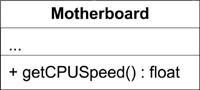 Motherboard
...
+ getCPUSpeed() : float